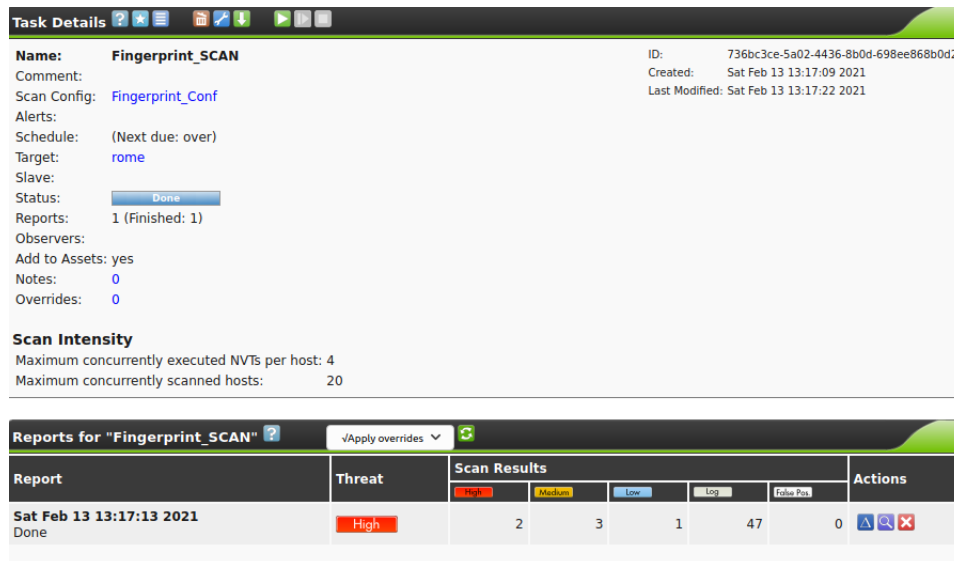 Task Details
Name: Fingerprint_SCAN
Comment:
Scan Config: Fingerprint_Conf
Alerts:
Schedule: (Next due: over)
Target: rome
Slave:
Status: Done
Reports: 1 (Finished: 1)
Observers:
Add to Assets: yes
Notes: 0
Overrides: 0
ID: 736bc3ce-5a02-4436-8b0d-698ee868b0d2
Created: Sat Feb 13 13:17:09 2021
Last Modified: Sat Feb 13 13:17:22 2021
Scan Intensity
Maximum concurrently executed NVTs per host: 4
Maximum concurrently scanned hosts: 20
Reports for "Fingerprint_SCAN" √Apply overrides
Report Threat Scan Results Actions
High Medium Low Log False Pos.
Sat Feb 13 13:17:13 2021 High 2 3 1 47 0
Done